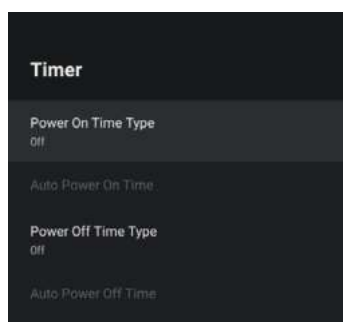 Timer
Power On Time Type
Off
Auto Power On Time
Power Off Time Type
Off
Auto Power Off Time